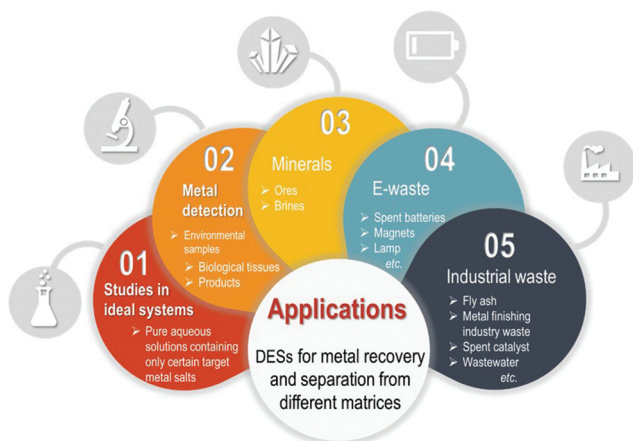 01
Studies in
ideal systems
➢ Pure aqueous
solutions containing
only certain target
metal salts
02
Metal
detection
➢ Environmental
samples
➢ Biological tissues
➢ Products
03
Minerals
➢ Ores
➢ Brines
04
E-waste
➢ Spent batteries
➢ Magnets
➢ Lamp
etc.
05
Industrial waste
➢ Fly ash
➢ Metal finishing
industry waste
➢ Spent catalyst
➢ Wastewater
etc.
Applications
DESs for metal recovery
and separation from
different matrices